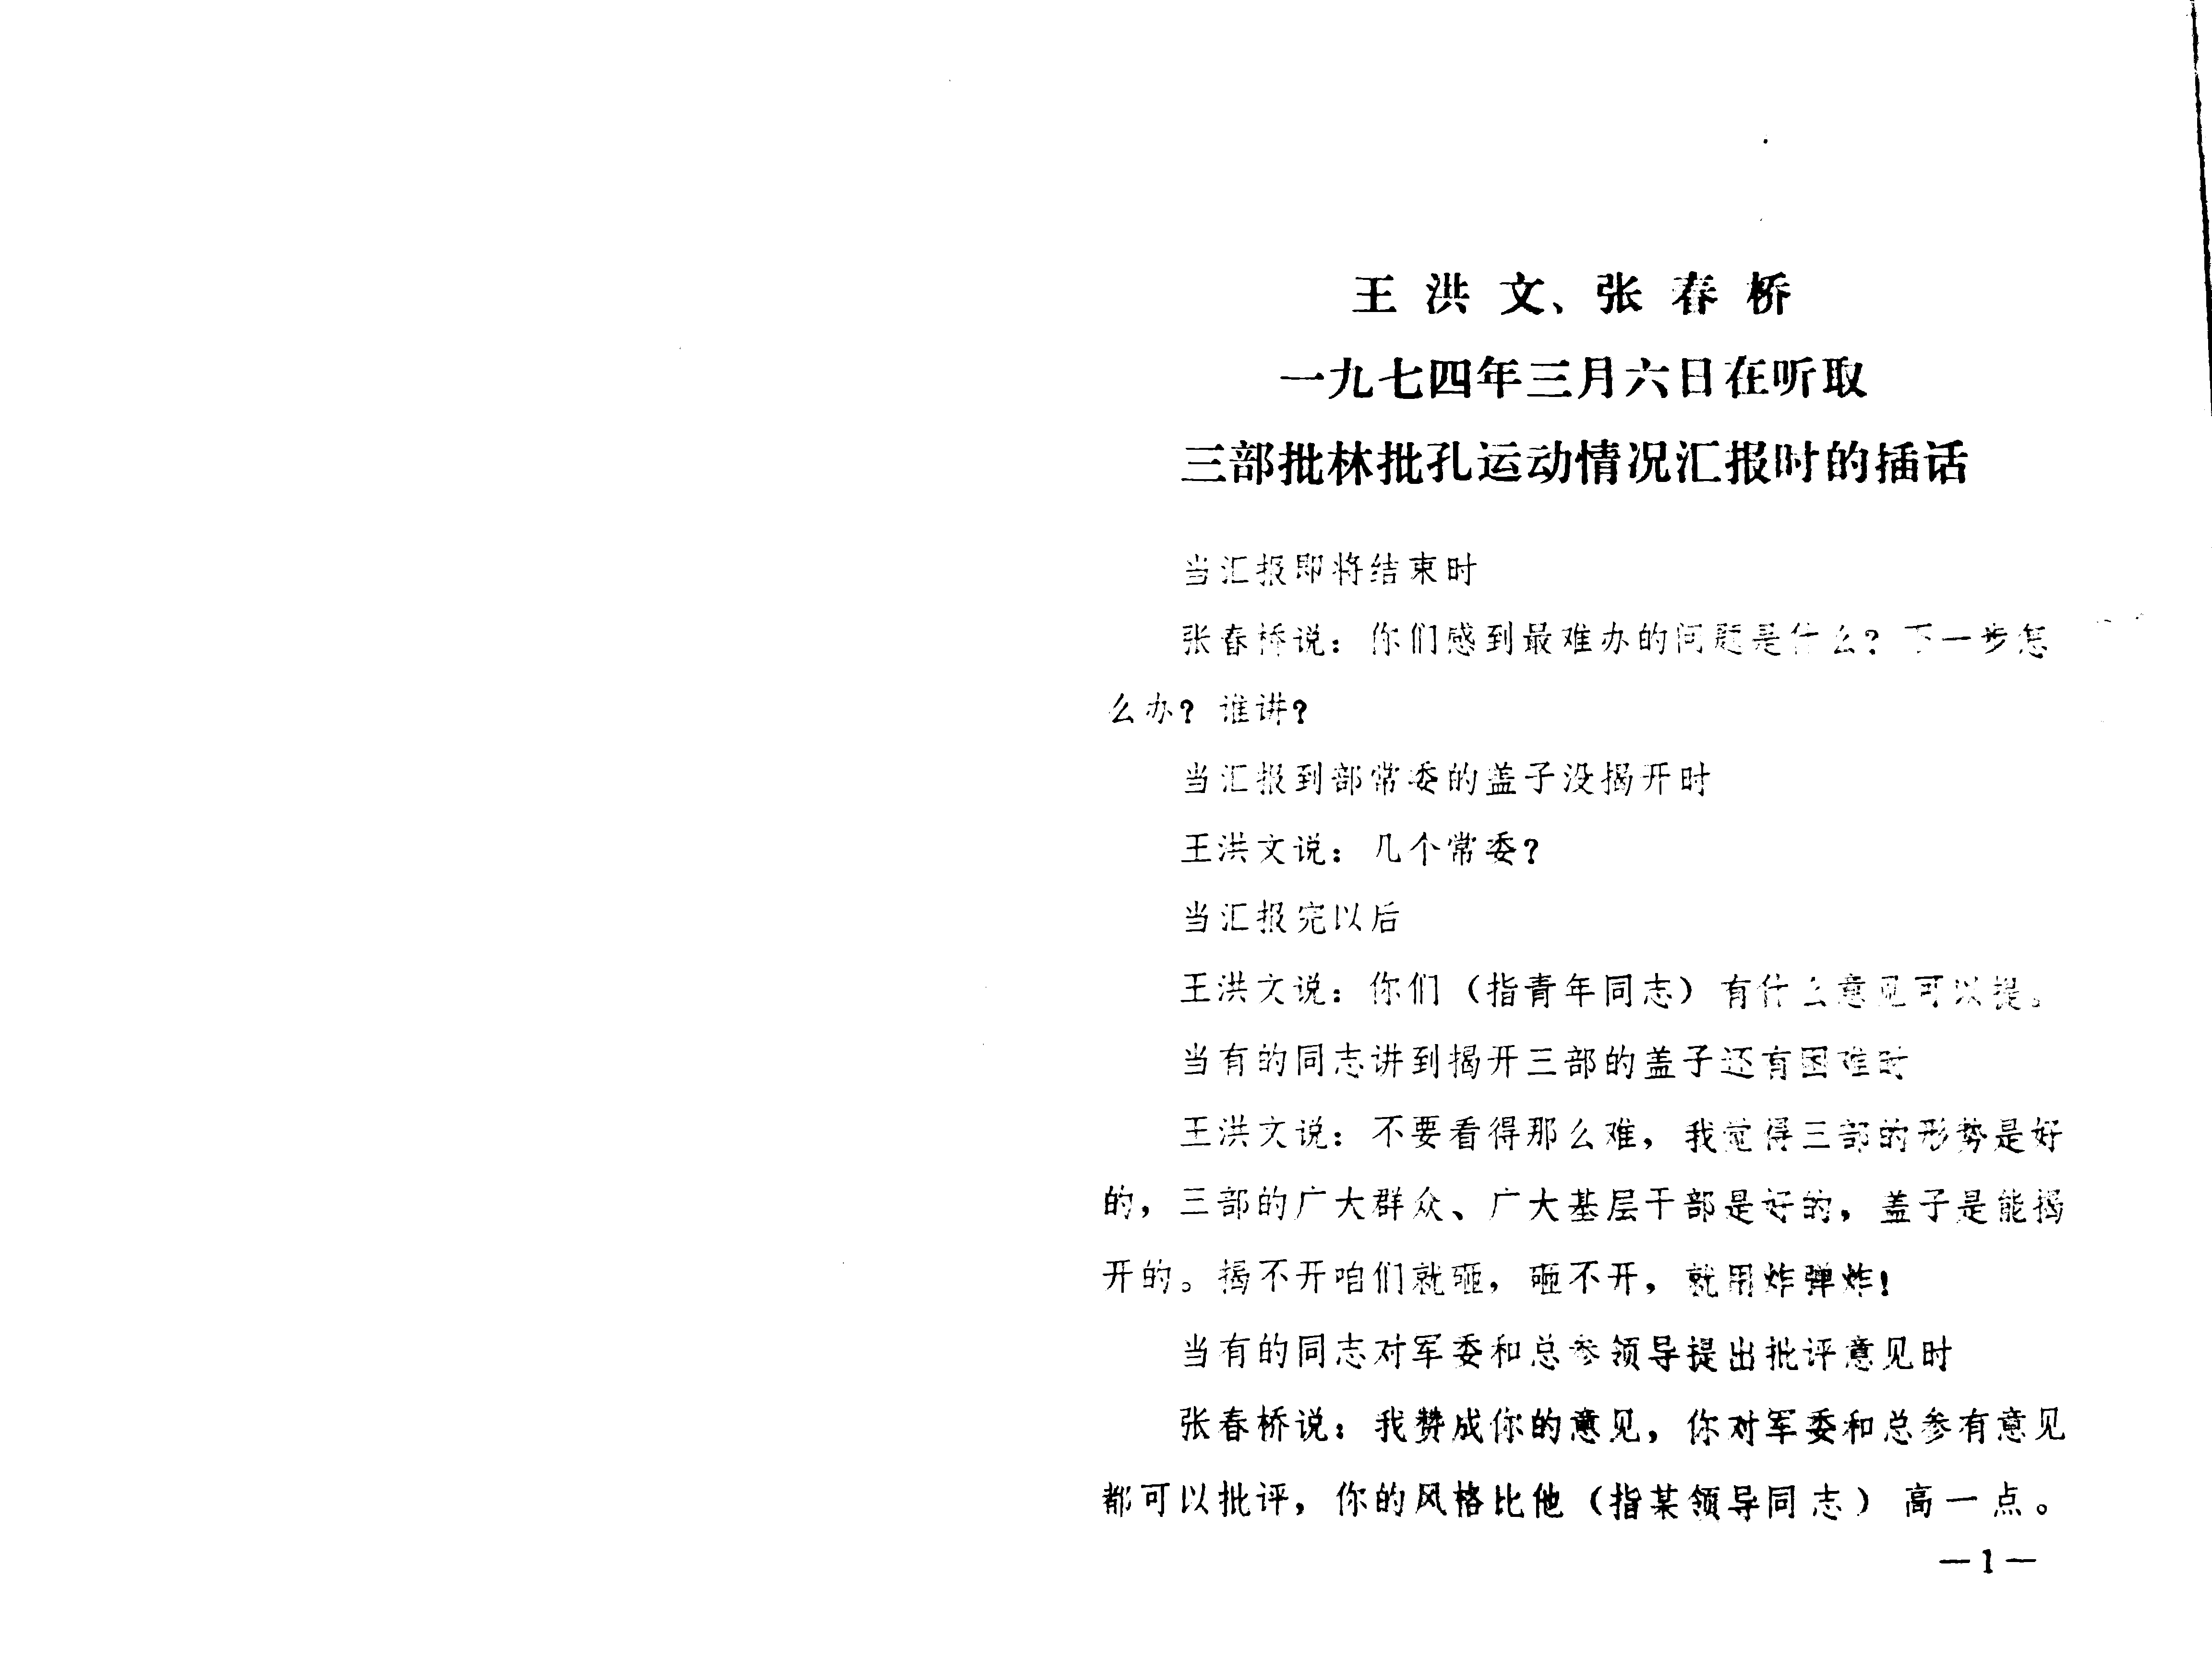 王洪文、张春桥
一九七四年三月六日在听取
三部批林批孔运动情况汇报时的插话
当汇报即将结束时
张春桥说：你们感到最难办的问题是什么？下一步怎
么办？谁讲？
当汇报到部常委的盖子没揭开时
王洪文说：几个常委？
当汇报完以后
王洪文说：你们（指青年同志）有什么意见可以提。
当有的同志讲到揭开三部的盖子还有困难时
王洪文说：不要看得那么难，我觉得三部的形势是好
的，三部的广大群众、广大基层干部是好的，盖子是能揭
开的。揭不开咱们就砸，砸不开，就用炸弹炸！
当有的同志对军委和总参领导提出批评意见时
张春桥说：我赞成你的意见，你对军委和总参有意见
都可以批评，你的风格比他（指某领导同志）高一点。
—1—